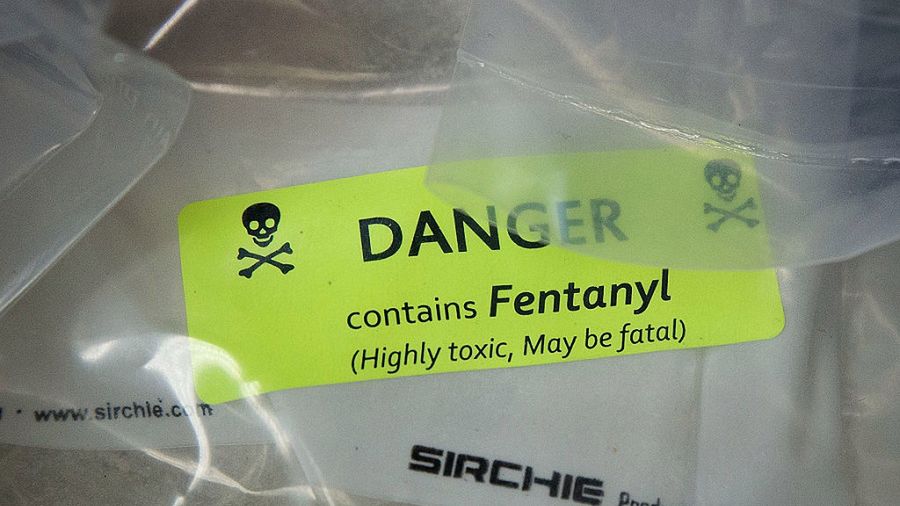 DANGER
contains Fentanyl
(Highly toxic, May be fatal)
· www.sirchie.com
SIRCHIE